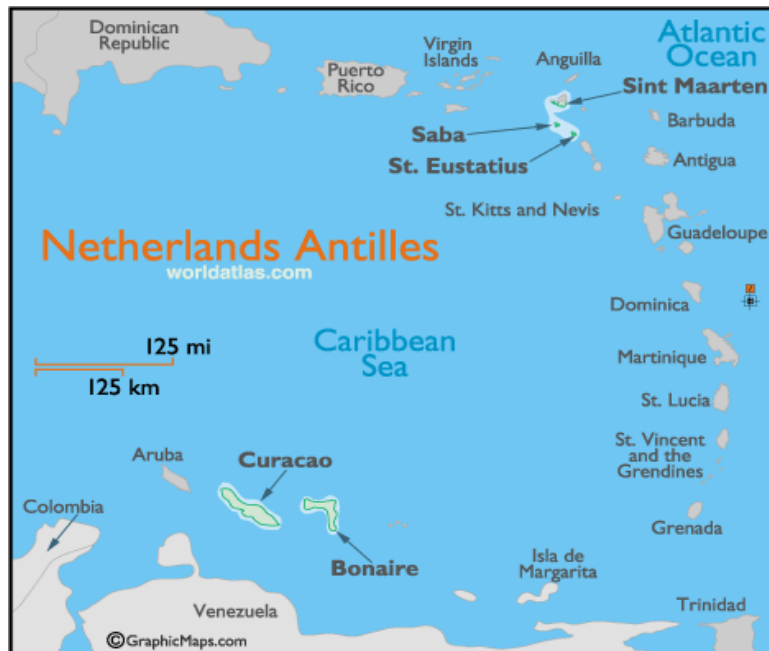 Dominican
Republic
Puerto
Rico
Virgin
Islands
Anguilla
Atlantic
Ocean
Sint Maarten
Saba
St. Eustatius
Barbuda
Antigua
St. Kitts and Nevis
Guadeloupe
Netherlands Antilles
worldatlas.com
Dominica
125 mi
125 km
Caribbean
Sea
Martinique
St. Lucia
St. Vincent
and the
Grendines
Aruba
Curacao
Colombia
Bonaire
Grenada
Isla de
Margarita
Venezuela
Trinidad
©GraphicMaps.com